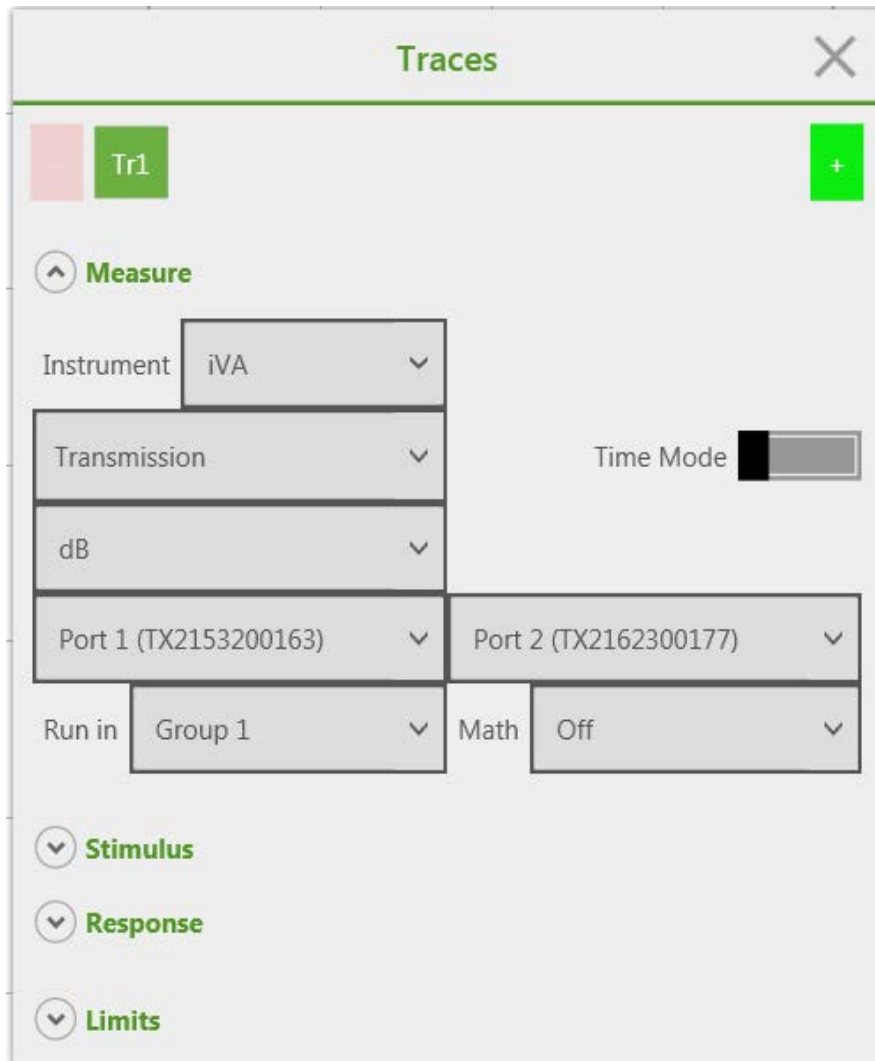 Traces
- Tr1 +
Measure
Instrument iVA
Transmission Time Mode
dB
Port 1 (TX2153200163) Port 2 (TX2162300177)
Run in Group 1 Math Off
Stimulus
Response
Limits